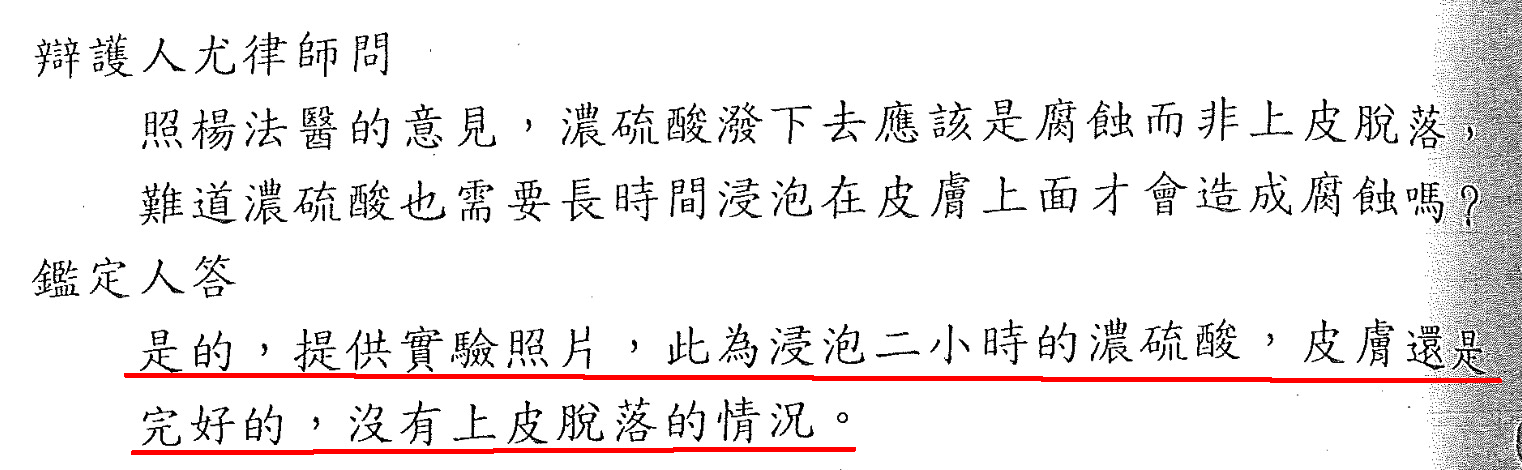 辯護人尤律師問
照楊法醫的意見，濃硫酸潑下去應該是腐蝕而非上皮脫落，
難道濃硫酸也需要長時間浸泡在皮膚上面才會造成腐蝕嗎？
鑑定人答
是的，提供實驗照片，此為浸泡二小時的濃硫酸，皮膚還是
完好的，沒有上皮脫落的情況。